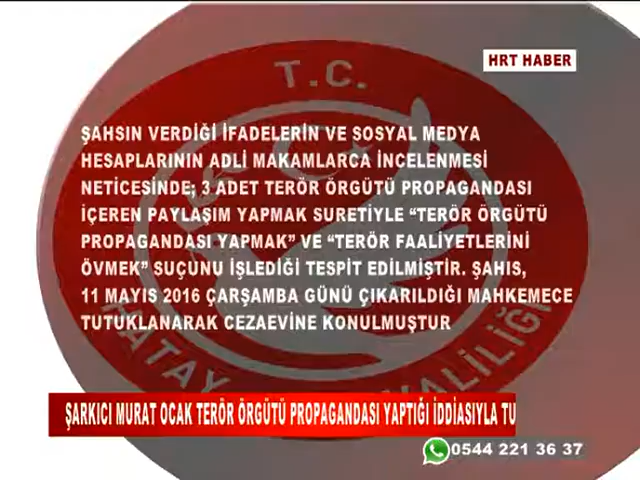 HRT HABER
T.C.
ŞAHSIN VERDİĞİ İFADELERİN VE SOSYAL MEDYA
HESAPLARININ ADLİ MAKAMLARCA İNCELENMESİ
NETİCESİNDE; 3 ADET TERÖR ÖRGÜTÜ PROPAGANDASI
İÇEREN PAYLAŞIM YAPMAK SURETİYLE “TERÖR ÖRGÜTÜ
PROPAGANDASI YAPMAK” VE “TERÖR FAALİYETLERİNİ
ÖVMEK” SUÇUNU İŞLEDİĞİ TESPİT EDİLMİŞTİR. ŞAHIS,
11 MAYIS 2016 ÇARŞAMBA GÜNÜ ÇIKARILDIĞI MAHKEMECE
TUTUKLANARAK CEZAEVİNE KONULMUŞTUR
HATAY
ŞARKICI MURAT OCAK TERÖR ÖRGÜTÜ PROPAGANDASI YAPTIĞI İDDİASIYLA TU
0544 221 36 37